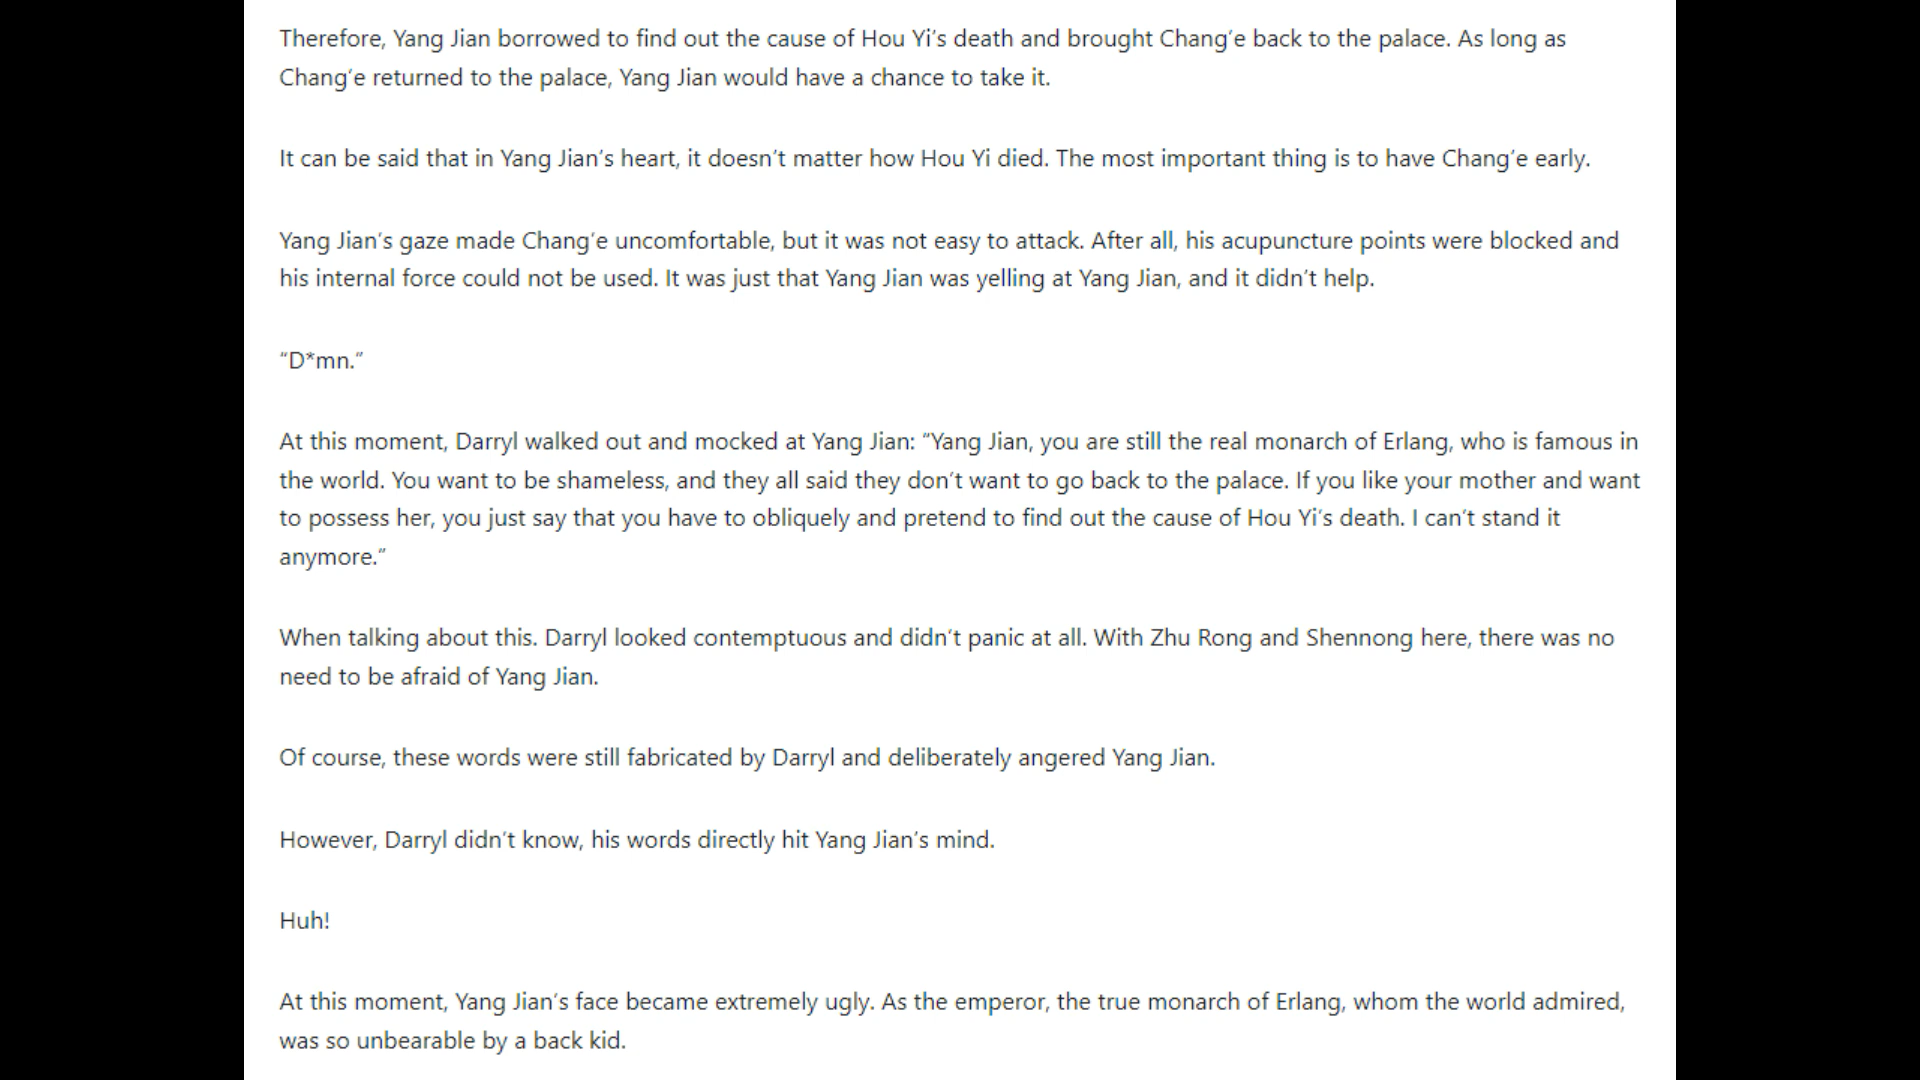 Therefore, Yang Jian borrowed to find out the cause of Hou Yi’s death and brought Chang’e back to the palace. As long as
Chang’e returned to the palace, Yang Jian would have a chance to take it.
It can be said that in Yang Jian’s heart, it doesn’t matter how Hou Yi died. The most important thing is to have Chang’e early.
Yang Jian’s gaze made Chang’e uncomfortable, but it was not easy to attack. After all, his acupuncture points were blocked and
his internal force could not be used. It was just that Yang Jian was yelling at Yang Jian, and it didn’t help.
“D*mn.”
At this moment, Darryl walked out and mocked at Yang Jian: “Yang Jian, you are still the real monarch of Erlang, who is famous in
the world. You want to be shameless, and they all said they don’t want to go back to the palace. If you like your mother and want
to possess her, you just say that you have to obliquely and pretend to find out the cause of Hou Yi’s death. I can’t stand it
anymore.”
When talking about this. Darryl looked contemptuous and didn’t panic at all. With Zhu Rong and Shennong here, there was no
need to be afraid of Yang Jian.
Of course, these words were still fabricated by Darryl and deliberately angered Yang Jian.
However, Darryl didn’t know, his words directly hit Yang Jian’s mind.
Huh!
At this moment, Yang Jian’s face became extremely ugly. As the emperor, the true monarch of Erlang, whom the world admired,
was so unbearable by a back kid.